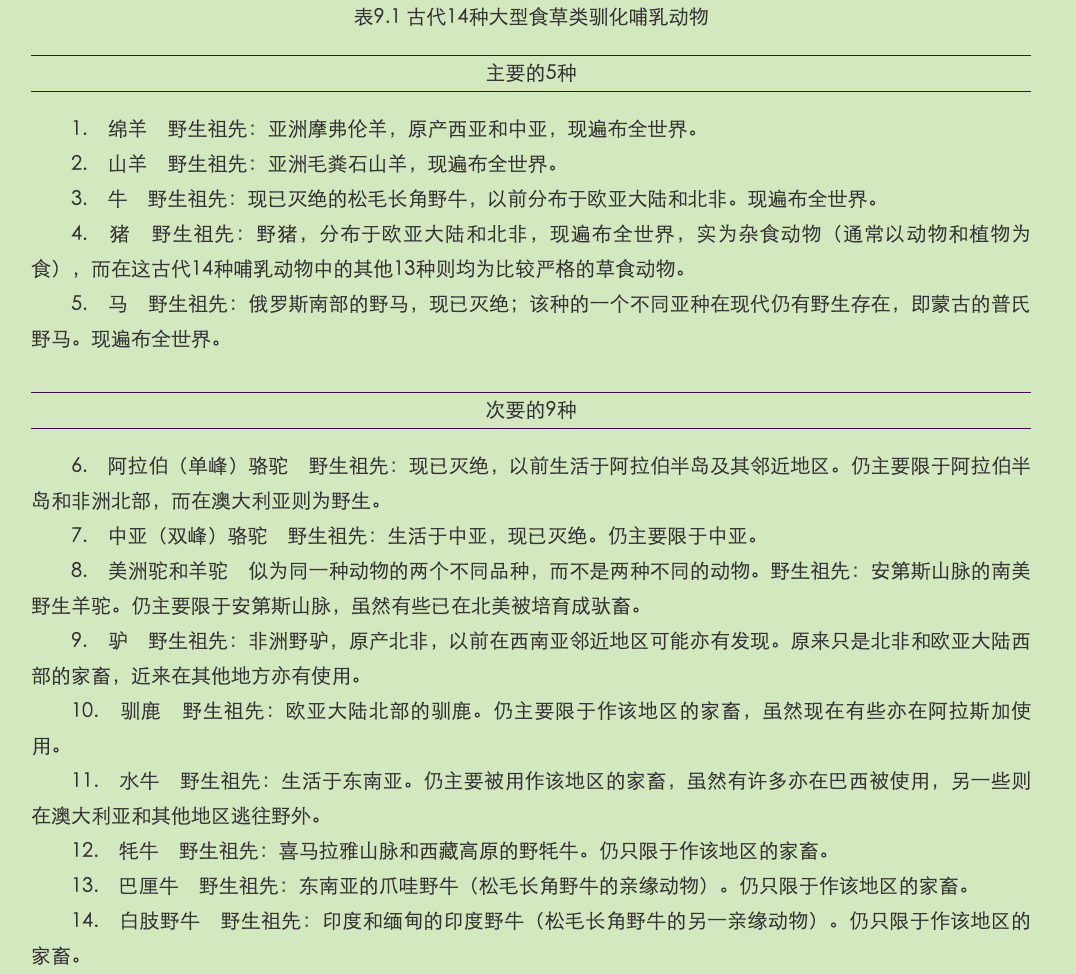 表9.1 古代14种大型食草类驯化哺乳动物
主要的5种
1. 绵羊 野生祖先：亚洲摩弗伦羊，原产西亚和中亚，现遍布全世界。
2. 山羊 野生祖先：亚洲毛粪石山羊，现遍布全世界。
3. 牛 野生祖先：现已灭绝的松毛长角野牛，以前分布于欧亚大陆和北非。现遍布全世界。
4. 猪 野生祖先：野猪，分布于欧亚大陆和北非，现遍布全世界，实为杂食动物（通常以动物和植物为
食），而在这古代14种哺乳动物中的其他13种则均为比较严格的草食动物。
5. 马 野生祖先：俄罗斯南部的野马，现已灭绝；该种的一个不同亚种在现代仍有野生存在，即蒙古的普氏
野马。现遍布全世界。
次要的9种
6. 阿拉伯（单峰）骆驼 野生祖先：现已灭绝，以前生活于阿拉伯半岛及其邻近地区。仍主要限于阿拉伯半
岛和非洲北部，而在澳大利亚则为野生。
7. 中亚（双峰）骆驼 野生祖先：生活于中亚，现已灭绝。仍主要限于中亚。
8. 美洲驼和羊驼 似为同一种动物的两个不同品种，而不是两种不同的动物。野生祖先：安第斯山脉的南美
野生羊驼。仍主要限于安第斯山脉，虽然有些已在北美被培育成驮畜。
9. 驴 野生祖先：非洲野驴，原产北非，以前在西南亚邻近地区可能亦有发现。原来只是北非和欧亚大陆西
部的家畜，近来在其他地方亦有使用。
10. 驯鹿 野生祖先：欧亚大陆北部的驯鹿。仍主要限于作该地区的家畜，虽然现在有些亦在阿拉斯加使
用。
11. 水牛 野生祖先：生活于东南亚。仍主要被用作该地区的家畜，虽然有许多亦在巴西被使用，另一些则
在澳大利亚和其他地区逃往野外。
12. 牦牛 野生祖先：喜马拉雅山脉和西藏高原的野牦牛。仍只限于作该地区的家畜。
13. 巴厘牛 野生祖先：东南亚的爪哇野牛（松毛长角野牛的亲缘动物）。仍只限于作该地区的家畜。
14. 白肢野牛 野生祖先：印度和缅甸的印度野牛（松毛长角野牛的另一亲缘动物）。仍只限于作该地区的
家畜。